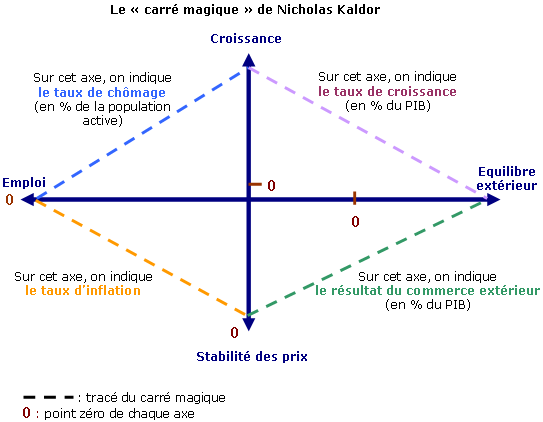 Le « carré magique » de Nicholas Kaldor
Croissance
Sur cet axe, on indique
le taux de chômage
(en % de la population
active)
Sur cet axe, on indique
le taux de croissance
(en % du PIB)
Emploi
0
0
0
Equilibre
extérieur
Sur cet axe, on indique
le taux d'inflation
Sur cet axe, on indique
le résultat du commerce extérieur
(en % du PIB)
0
Stabilité des prix
: tracé du carré magique
0 : point zéro de chaque axe